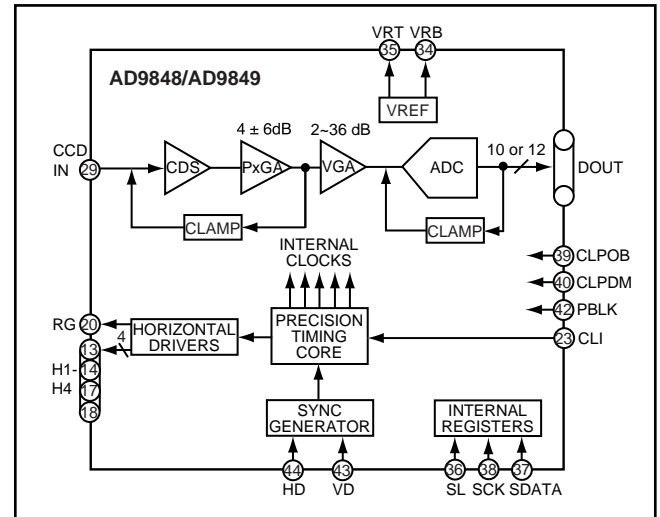 VRT VRB
35 34
AD9848/AD9849
VREF
4 ± 6dB 2~36 dB
10 or 12
CCD
IN
29
CDS
PxGA
VGA
ADC
DOUT
CLAMP
CLAMP
INTERNAL
CLOCKS
39 CLPOB
40 CLPDM
42 PBLK
23 CLI
RG 20
4
HORIZONTAL
DRIVERS
PRECISION
TIMING
CORE
13
H1- 14
H4 17
18
SYNC
GENERATOR
INTERNAL
REGISTERS
44 43 36 38 37
HD VD SL SCK SDATA